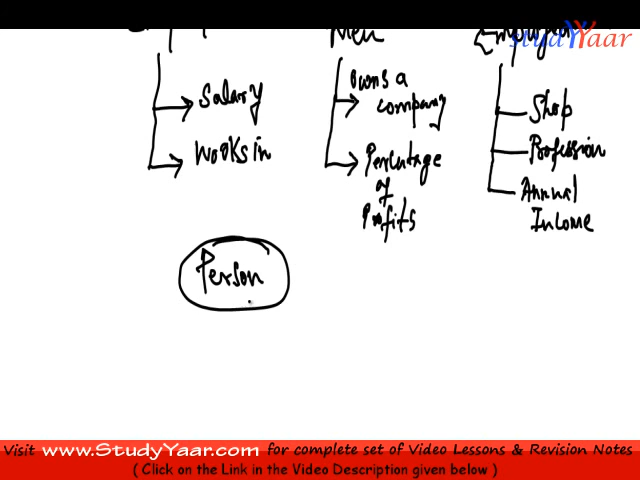 Men
StudyYaar
Salary
Works in
Owns a
company
Percentage
of
Profits
Shop
Profession
Annual
Income
Person
Visit www.StudyYaar.com for complete set of Video Lessons & Revision Notes
( Click on the Link in the Video Description given below )